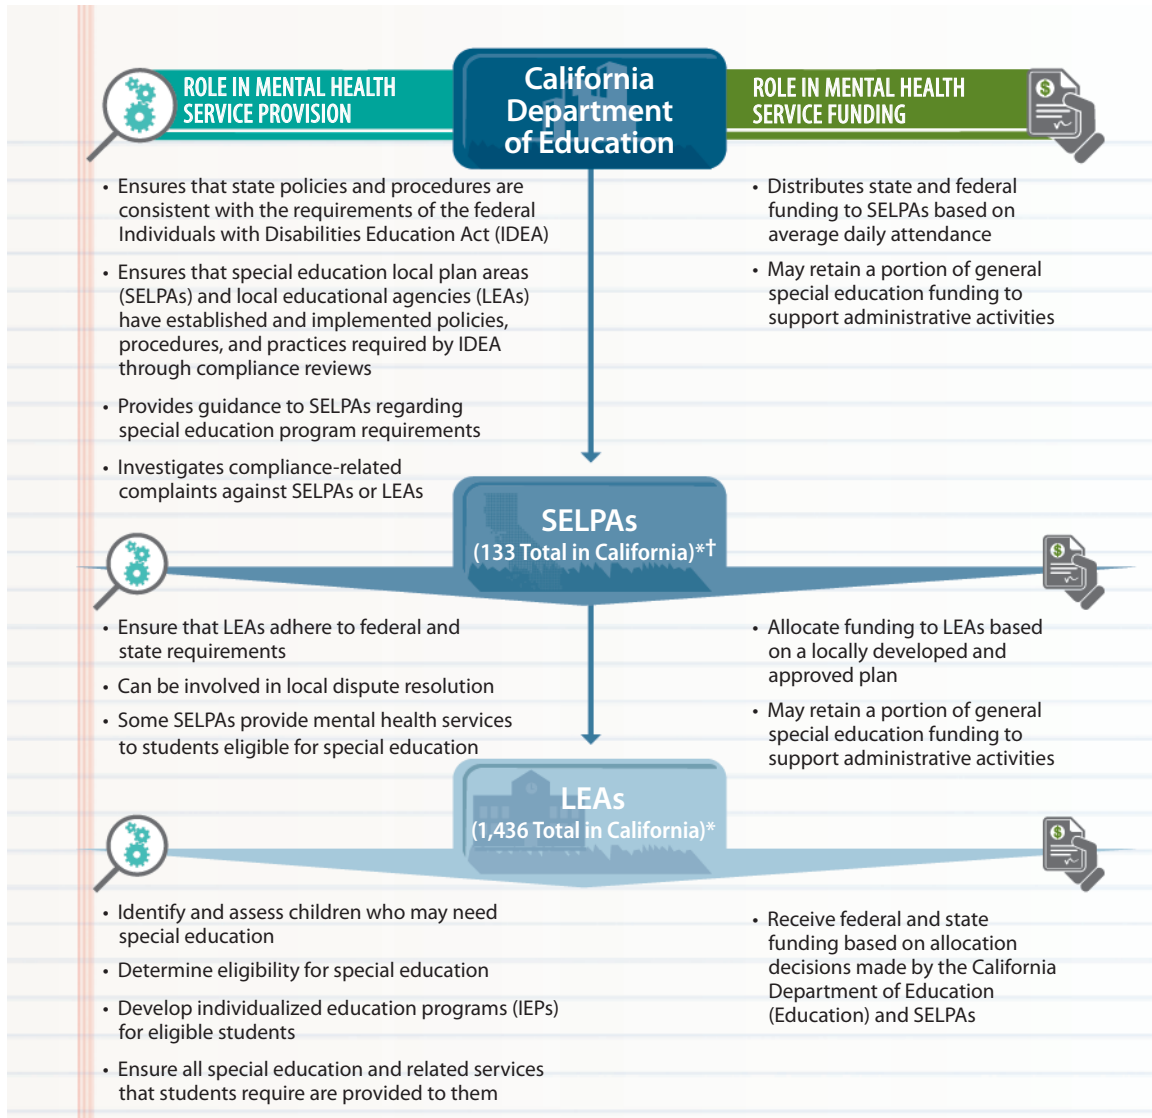 ROLE IN MENTAL HEALTH
SERVICE PROVISION
California
Department
of Education
ROLE IN MENTAL HEALTH
SERVICE FUNDING
$
• Ensures that state policies and procedures are
consistent with the requirements of the federal
Individuals with Disabilities Education Act (IDEA)
• Ensures that special education local plan areas
(SELPAs) and local educational agencies (LEAs)
have established and implemented policies,
procedures, and practices required by IDEA
through compliance reviews
• Provides guidance to SELPAs regarding
special education program requirements
• Investigates compliance-related
complaints against SELPAs or LEAs
• Distributes state and federal
funding to SELPAs based on
average daily attendance
• May retain a portion of general
special education funding to
support administrative activities
SELPAs
(133 Total in California)*†
$
• Ensure that LEAs adhere to federal and
state requirements
• Can be involved in local dispute resolution
• Some SELPAs provide mental health services
to students eligible for special education
• Allocate funding to LEAs based
on a locally developed and
approved plan
• May retain a portion of general
special education funding to
support administrative activities
LEAs
(1,436 Total in California)*
$
• Identify and assess children who may need
special education
• Determine eligibility for special education
• Develop individualized education programs (IEPs)
for eligible students
• Ensure all special education and related services
that students require are provided to them
• Receive federal and state
funding based on allocation
decisions made by the California
Department of Education
(Education) and SELPAs